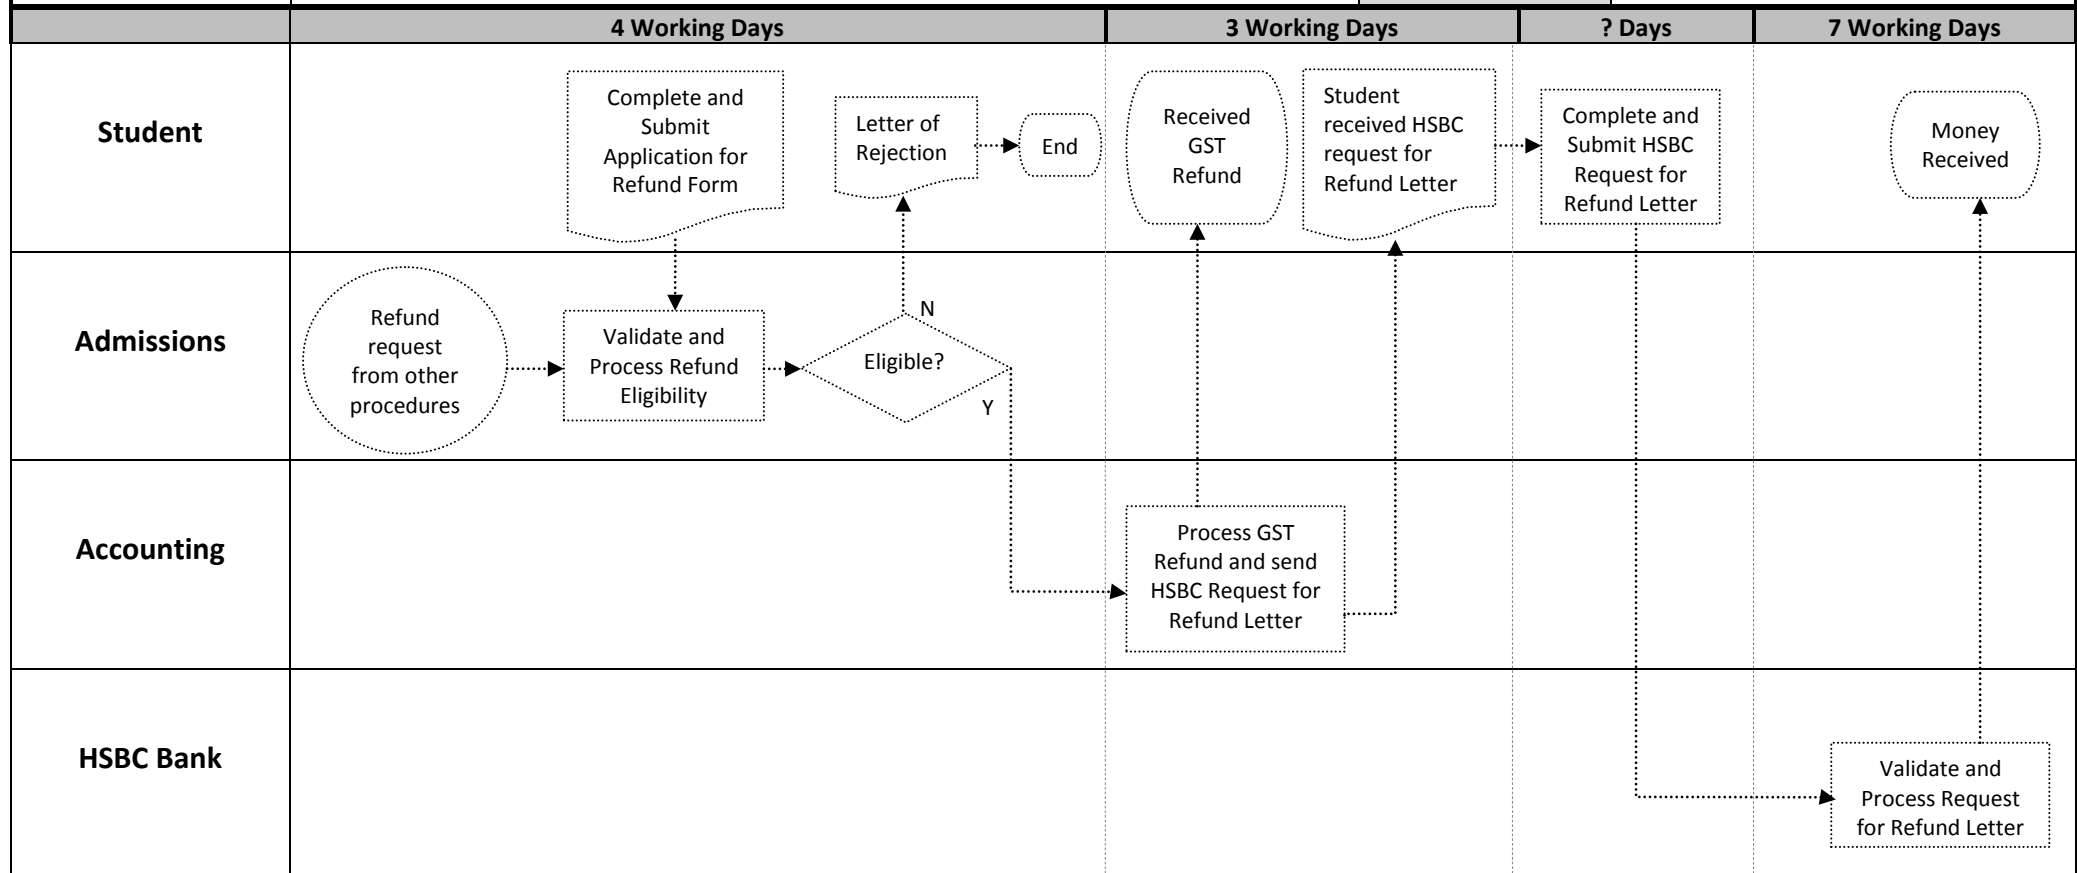 4 Working Days
3 Working Days
? Days
7 Working Days
Student
Complete and
Submit
Application for
Refund Form
Letter of
Rejection
End
Received
GST
Refund
Student
received HSBC
request for
Refund Letter
Complete and
Submit HSBC
Request for
Refund Letter
Money
Received
Admissions
Refund
request
from other
procedures
Validate and
Process Refund
Eligibility
Eligible?
N
Y
Accounting
Process GST
Refund and send
HSBC Request for
Refund Letter
HSBC Bank
Validate and
Process Request
for Refund Letter